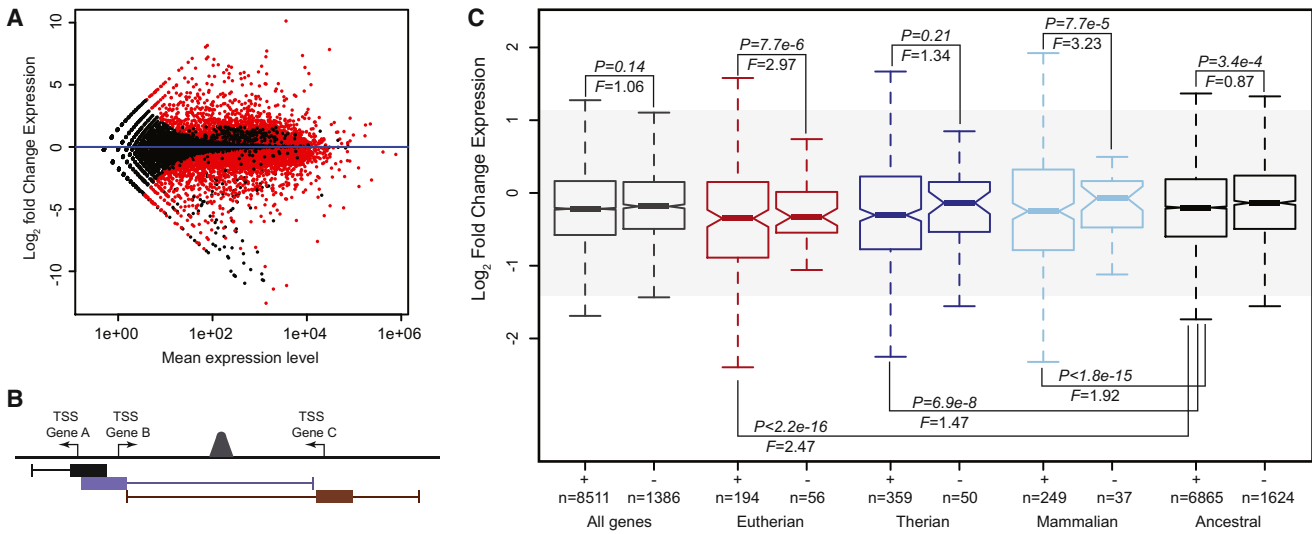 A
Log2 fold Change Expression
10
5
0
-5
-10
1e+00 1e+02 1e+04 1e+06
Mean expression level
B
TSS
Gene A
TSS
Gene B
TSS
Gene C
C
Log2 Fold Change Expression
2
1
0
-1
-2
P=0.14
F=1.06
P=7.7e-6
F=2.97
P=0.21
F=1.34
P=7.7e-5
F=3.23
P=3.4e-4
F=0.87
P<1.8e-15
F=1.92
P=6.9e-8
F=1.47
P<2.2e-16
F=2.47
+ - + - + - + - + -
n=8511 n=1386 n=194 n=56 n=359 n=50 n=249 n=37 n=6865 n=1624
All genes Eutherian Therian Mammalian Ancestral